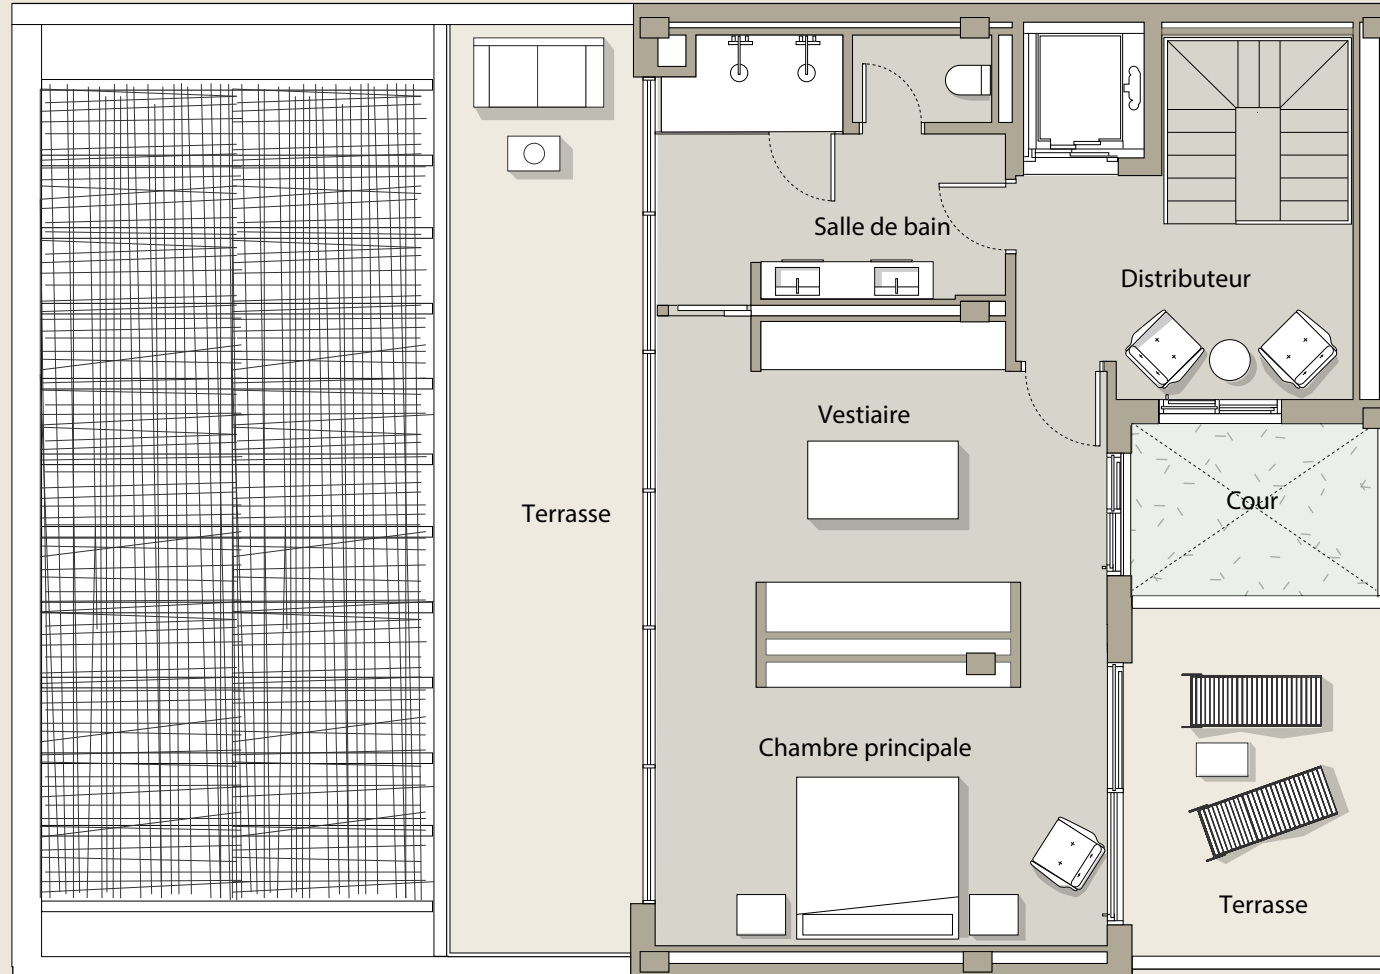 Salle de bain
Distributeur
Vestiaire
Cour
Terrasse
Chambre principale
Terrasse